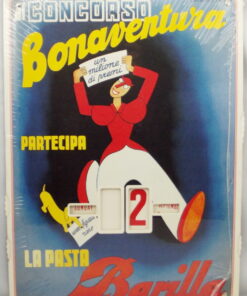 CONCORSO
Bonaventura
un
milione
di premi
PARTECIPA
2
LA PASTA
Barilla